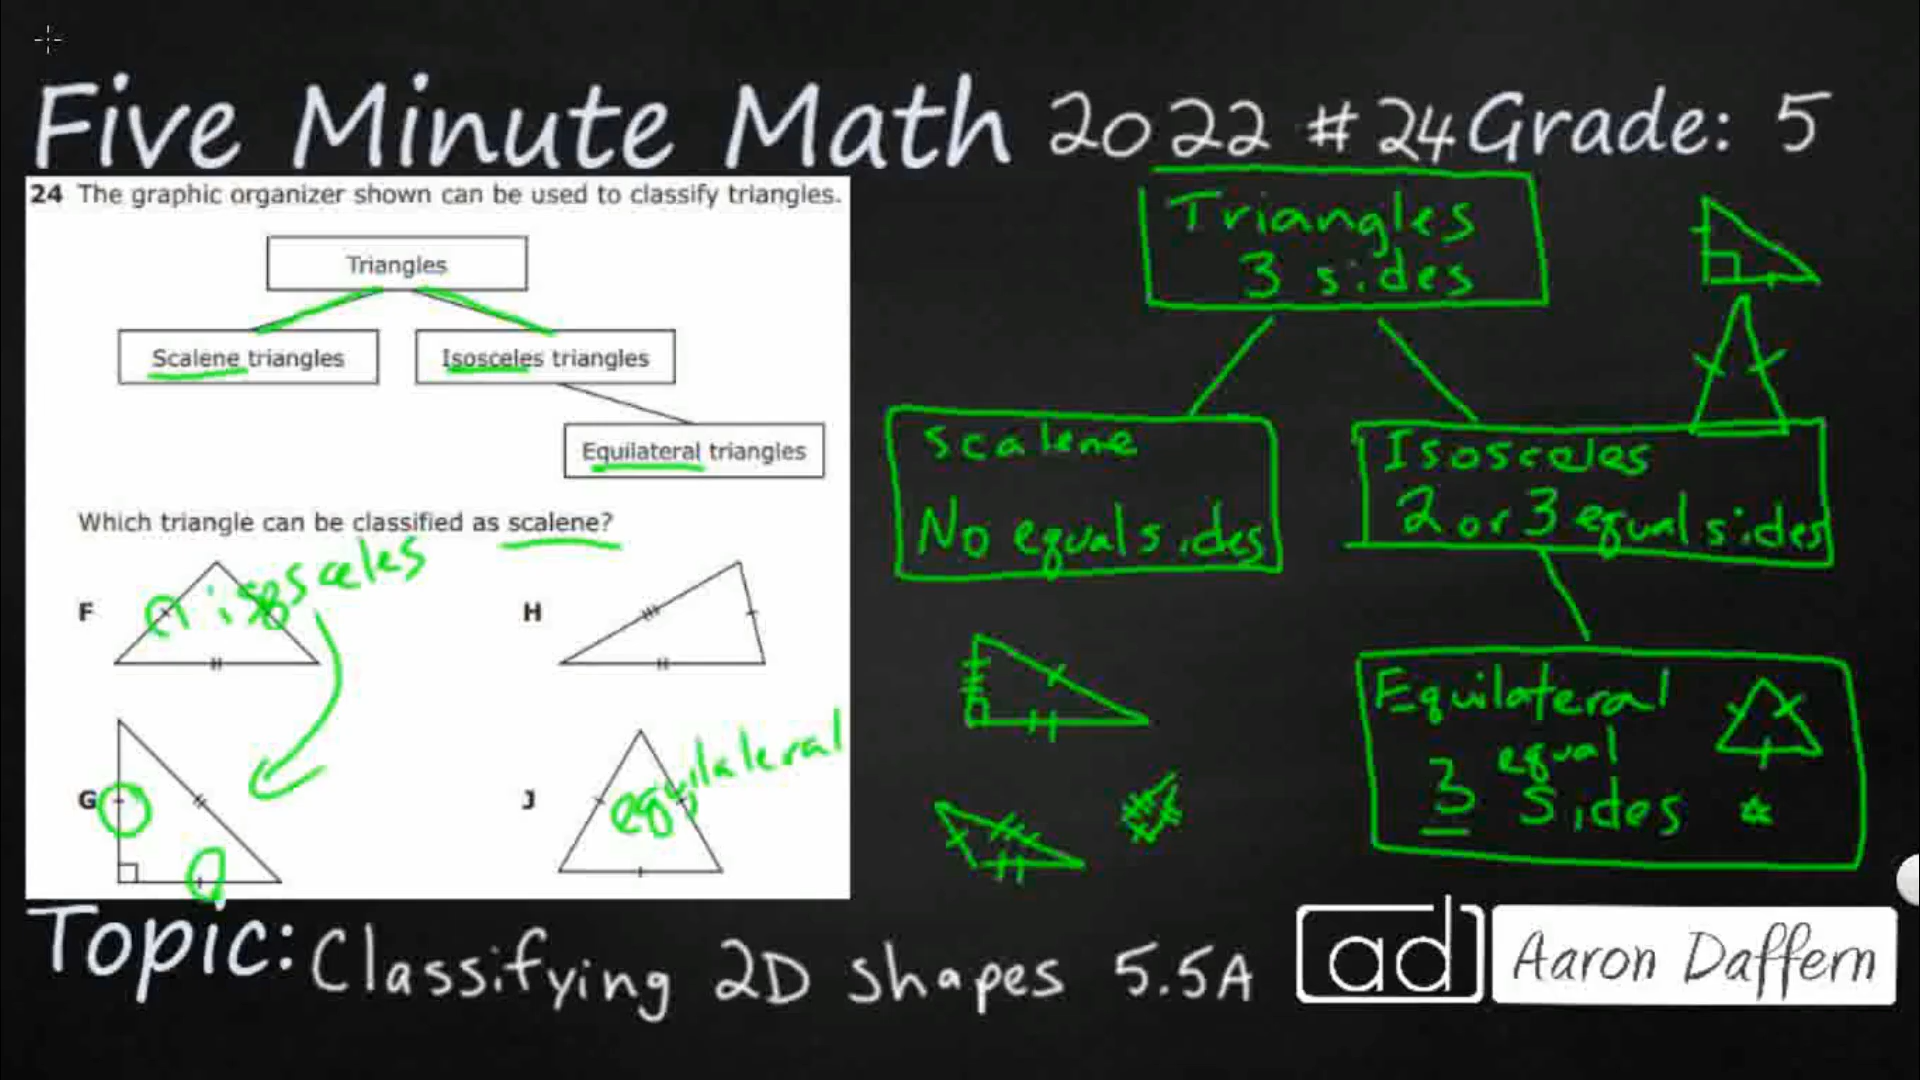 Five Minute Math 2022 #24 Grade: 5
24 The graphic organizer shown can be used to classify triangles.
Triangles
Scalene triangles
Isosceles triangles
Equilateral triangles
Which triangle can be classified as scalene?
isosceles
F
H
G
J
equilateral
Triangles
3 sides
Scalene
No equal sides
Isosceles
2 or 3 equal sides
Equilateral
equal
3 sides
Topic: Classifying 2D Shapes 5.5A
ad Aaron Daffern